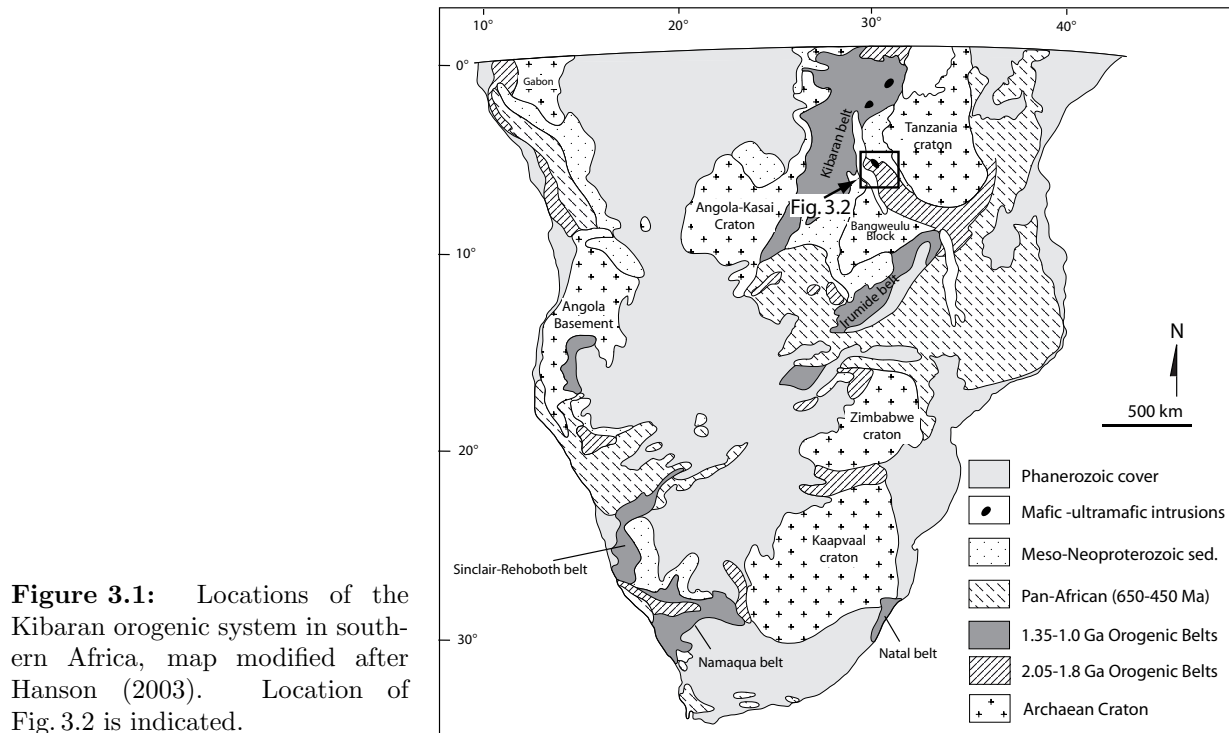 10° 20° 30° 40°
0°
10°
20°
30°
Gabon
Kibaran belt
Tanzania
craton
Angola-Kasai
Craton
Fig. 3.2
Bangweulu
Block
Irumide belt
Angola
Basement
N
500 km
Zimbabwe
craton
Kaapvaal
craton
Sinclair-Rehoboth belt
Namaqua belt
Natal belt
Phanerozoic cover
Mafic -ultramafic intrusions
Meso-Neoproterozoic sed.
Pan-African (650-450 Ma)
1.35-1.0 Ga Orogenic Belts
2.05-1.8 Ga Orogenic Belts
Archaean Craton
Figure 3.1: Locations of the
Kibaran orogenic system in south-
ern Africa, map modified after
Hanson (2003). Location of
Fig. 3.2 is indicated.